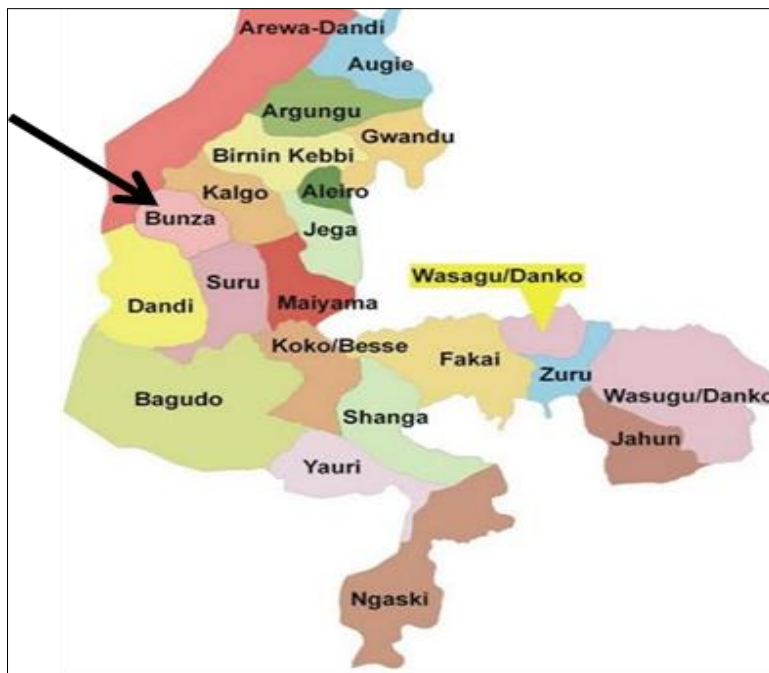 Arewa-Dandi
Augie
Argungu
Gwandu
Birnin Kebbi
Kalgo
Aleiro
Bunza
Jega
Wasagu/Danko
Suru
Dandi
Maiyama
Koko/Besse
Fakai
Zuru
Wasugu/Danko
Bagudo
Shanga
Jahun
Yauri
Ngaski